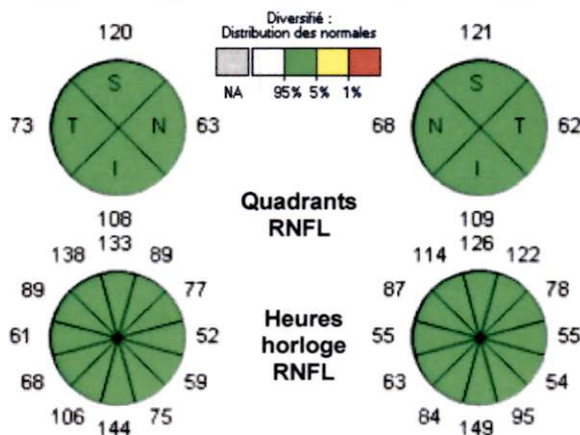 120
Diversifié :
Distribution des normales
121
NA 95% 5% 1%
S
T N
I
73 63
S
N T
I
68 62
108
Quadrants
RNFL
109
138 133 89
114 126 122
89 77
87 78
61 52
Heures
horloge
RNFL
55 55
68 59
63 54
106 144 75
84 149 95